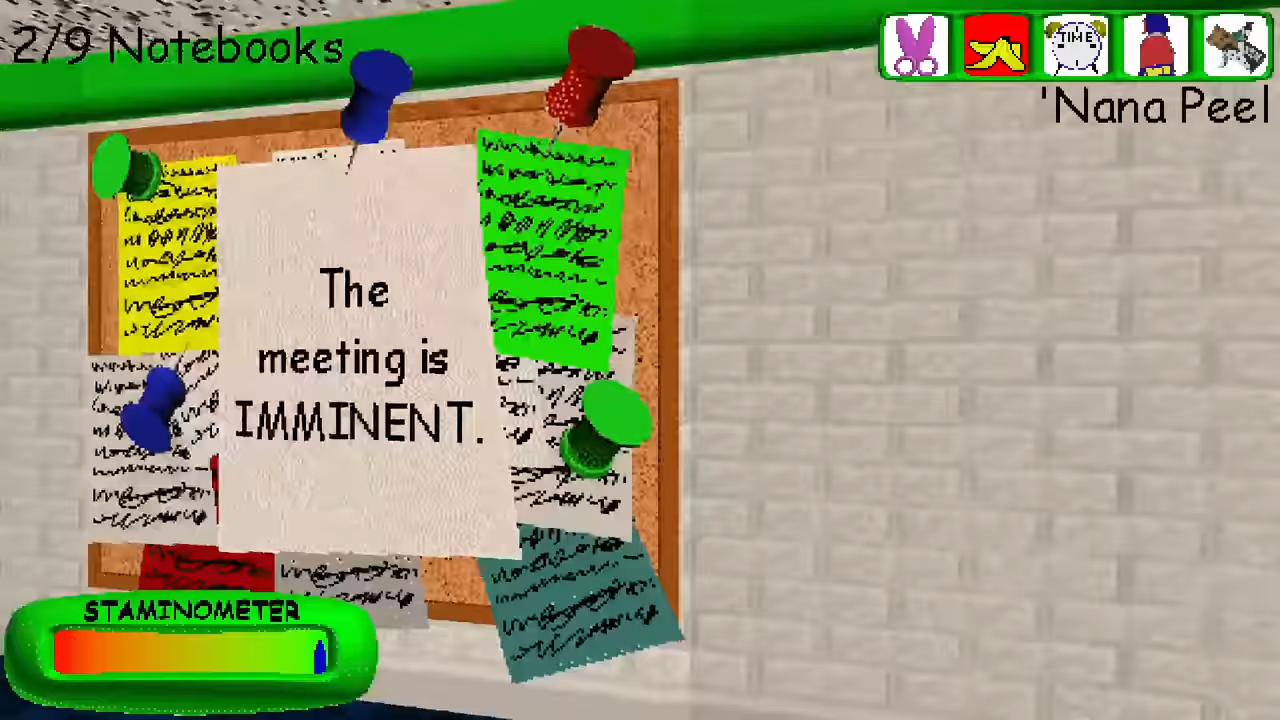 2/9 Notebooks
TIME
'Nana Peel
The
meeting is
IMMINENT.
STAMINOMETER